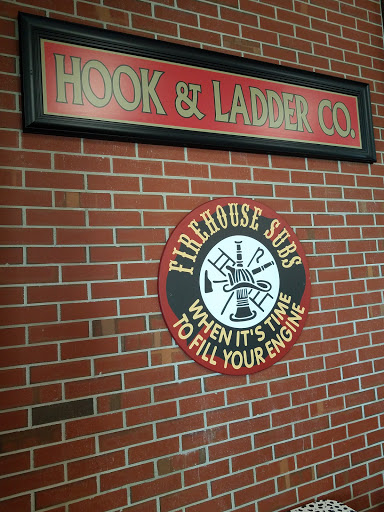 HOOK & LADDER CO.
FIREHOUSE SUBS
WHEN IT'S TIME
TO FILL YOUR ENGINE